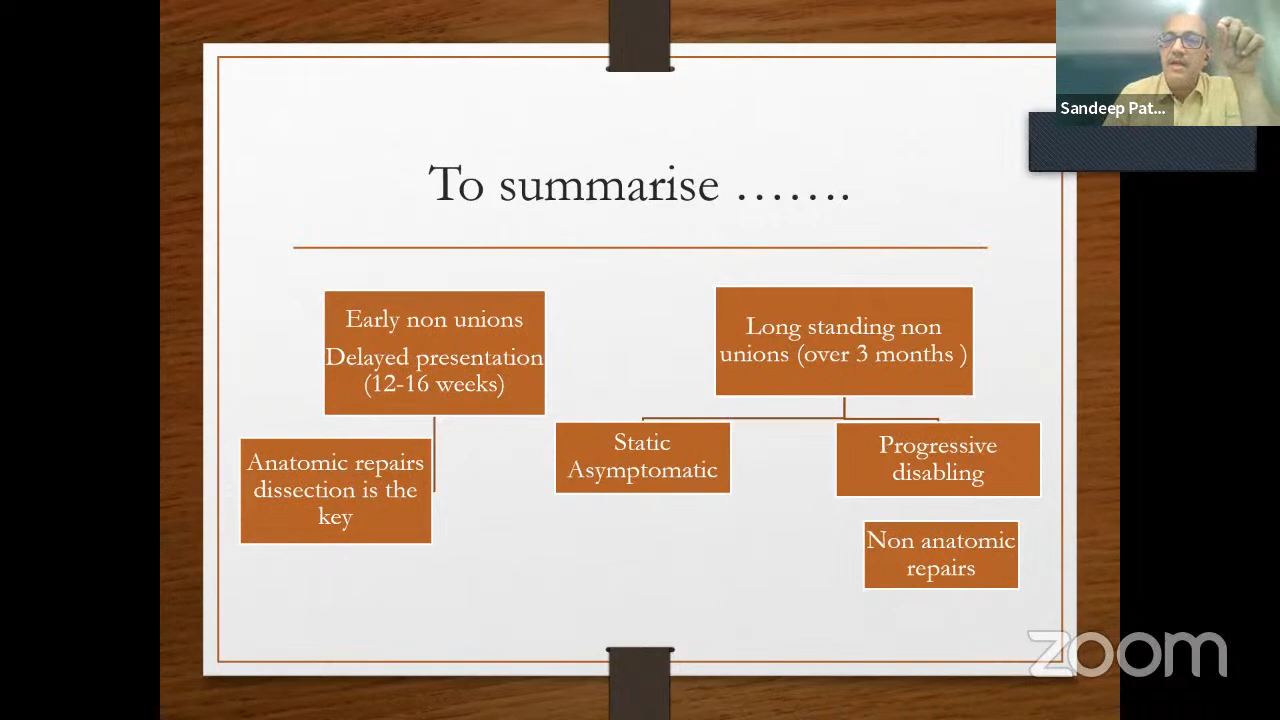 Sandeep Pat...
To summarise .......
Early non unions
Delayed presentation
(12-16 weeks)
Anatomic repairs
dissection is the
key
Long standing non
unions (over 3 months )
Static
Asymptomatic
Progressive
disabling
Non anatomic
repairs
zoom